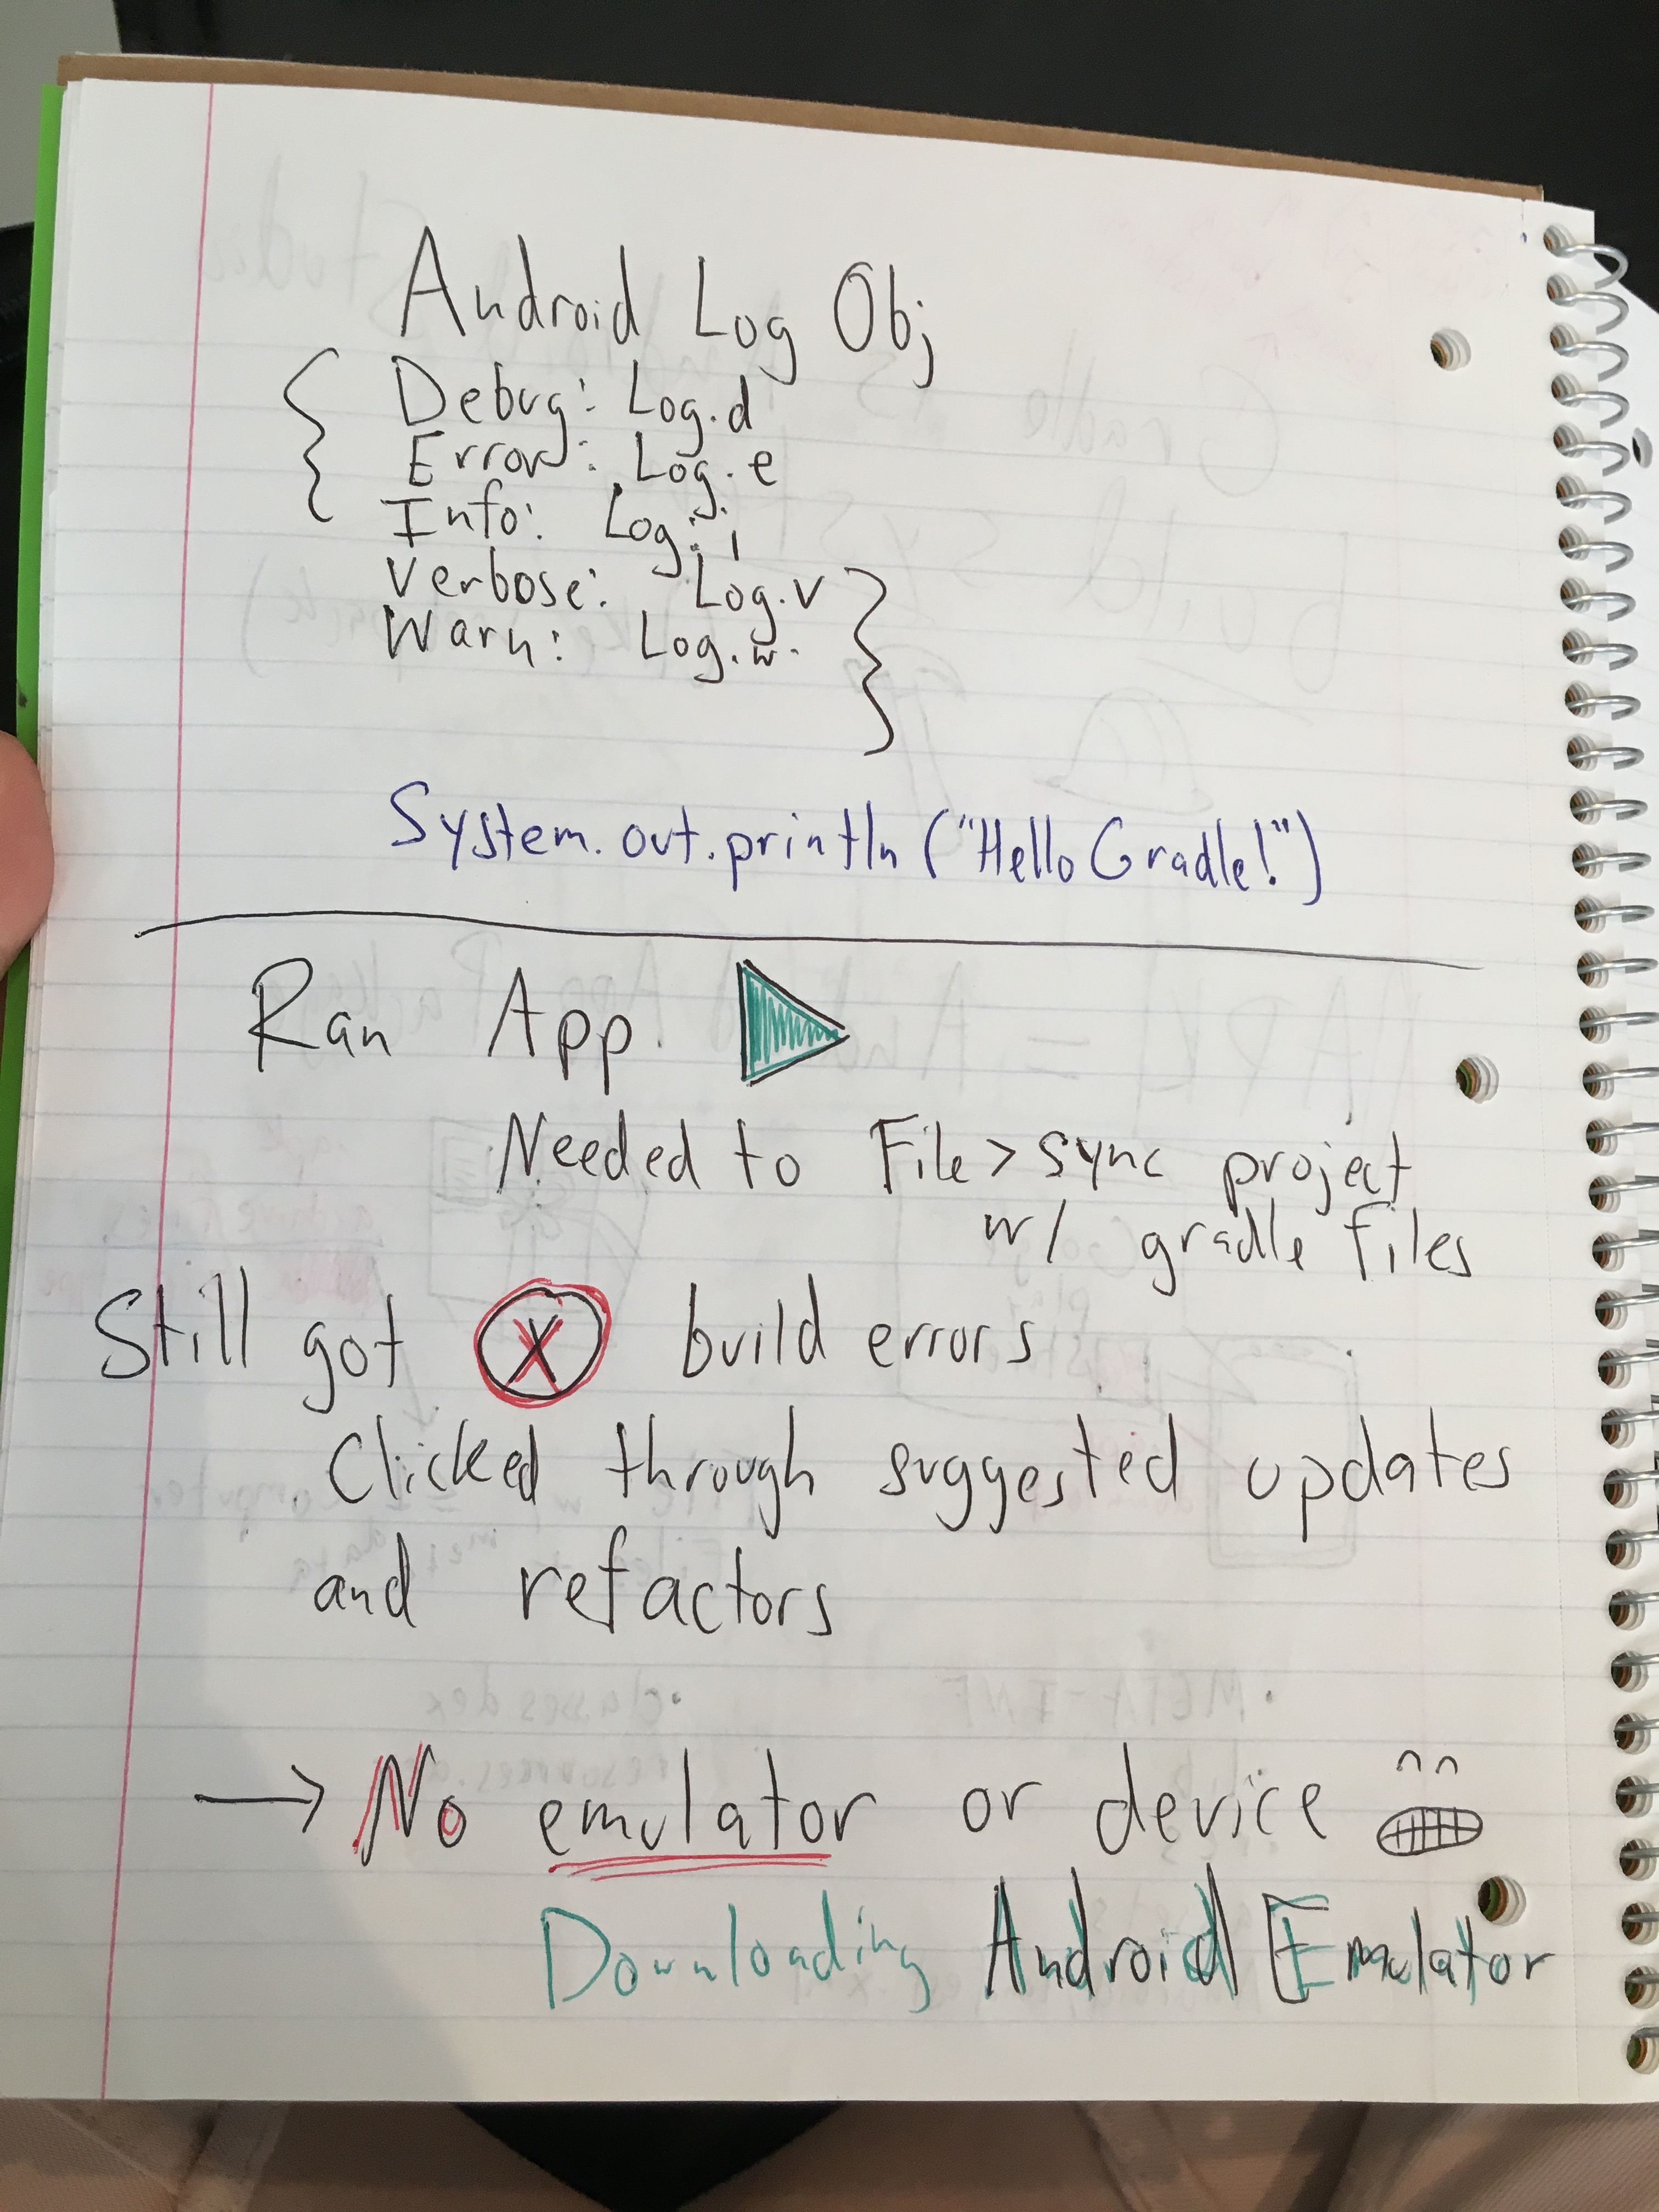 Android Log Obj
{ Debug: Log.d
Error: Log.e
Info: Log.i
Verbose: Log.v }
Warn: Log.w
System.out.println("Hello Gradle!")
Ran App
Needed to File > sync project
w/ gradle files
Still got X build errors
Clicked through suggested updates
and refactors
→ No emulator or device
Downloading Android Emulator